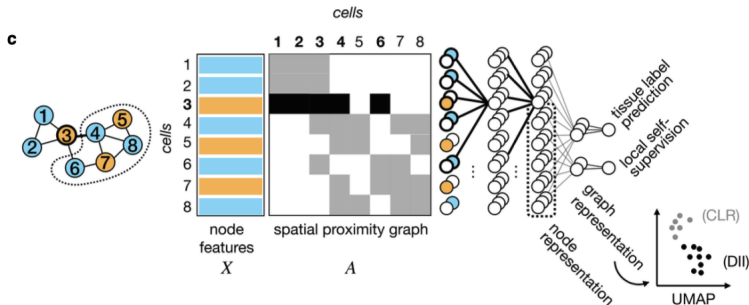 c
cells
1 2 3 4 5 6 7 8
1
2
3
4
5
6
7
8
cells
1
2
3
4
5
6
7
8
node
features
X
spatial proximity graph
A
tissue label
prediction
local self-
supervision
graph
representation
node
representation
(CLR)
(DII)
UMAP